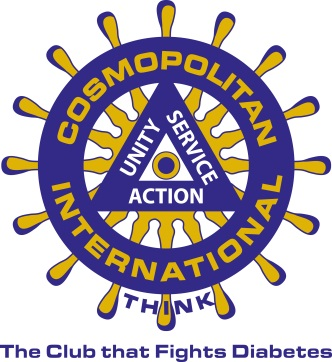 COSMOPOLITAN
UNITY
SERVICE
ACTION
INTERNATIONAL
THINK
The Club that Fights Diabetes